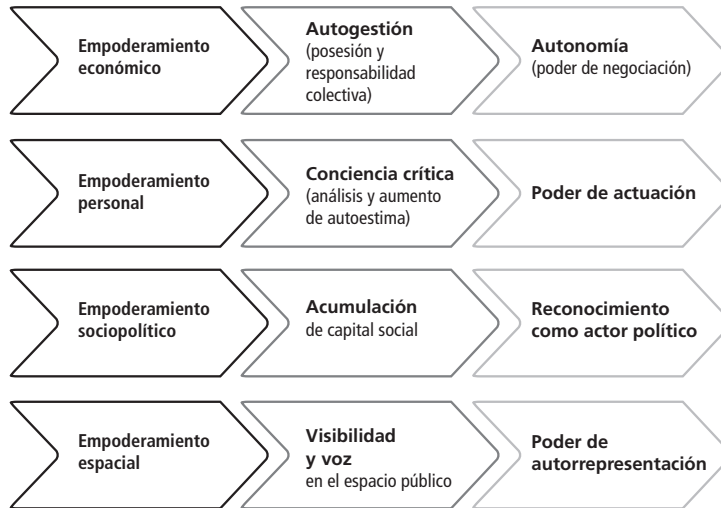 Empoderamiento
económico
Autogestión
(posesión y
responsabilidad
colectiva)
Autonomía
(poder de negociación)
Empoderamiento
personal
Conciencia crítica
(análisis y aumento
de autoestima)
Poder de actuación
Empoderamiento
sociopolítico
Acumulación
de capital social
Reconocimiento
como actor político
Empoderamiento
espacial
Visibilidad
y voz
en el espacio público
Poder de
autorrepresentación